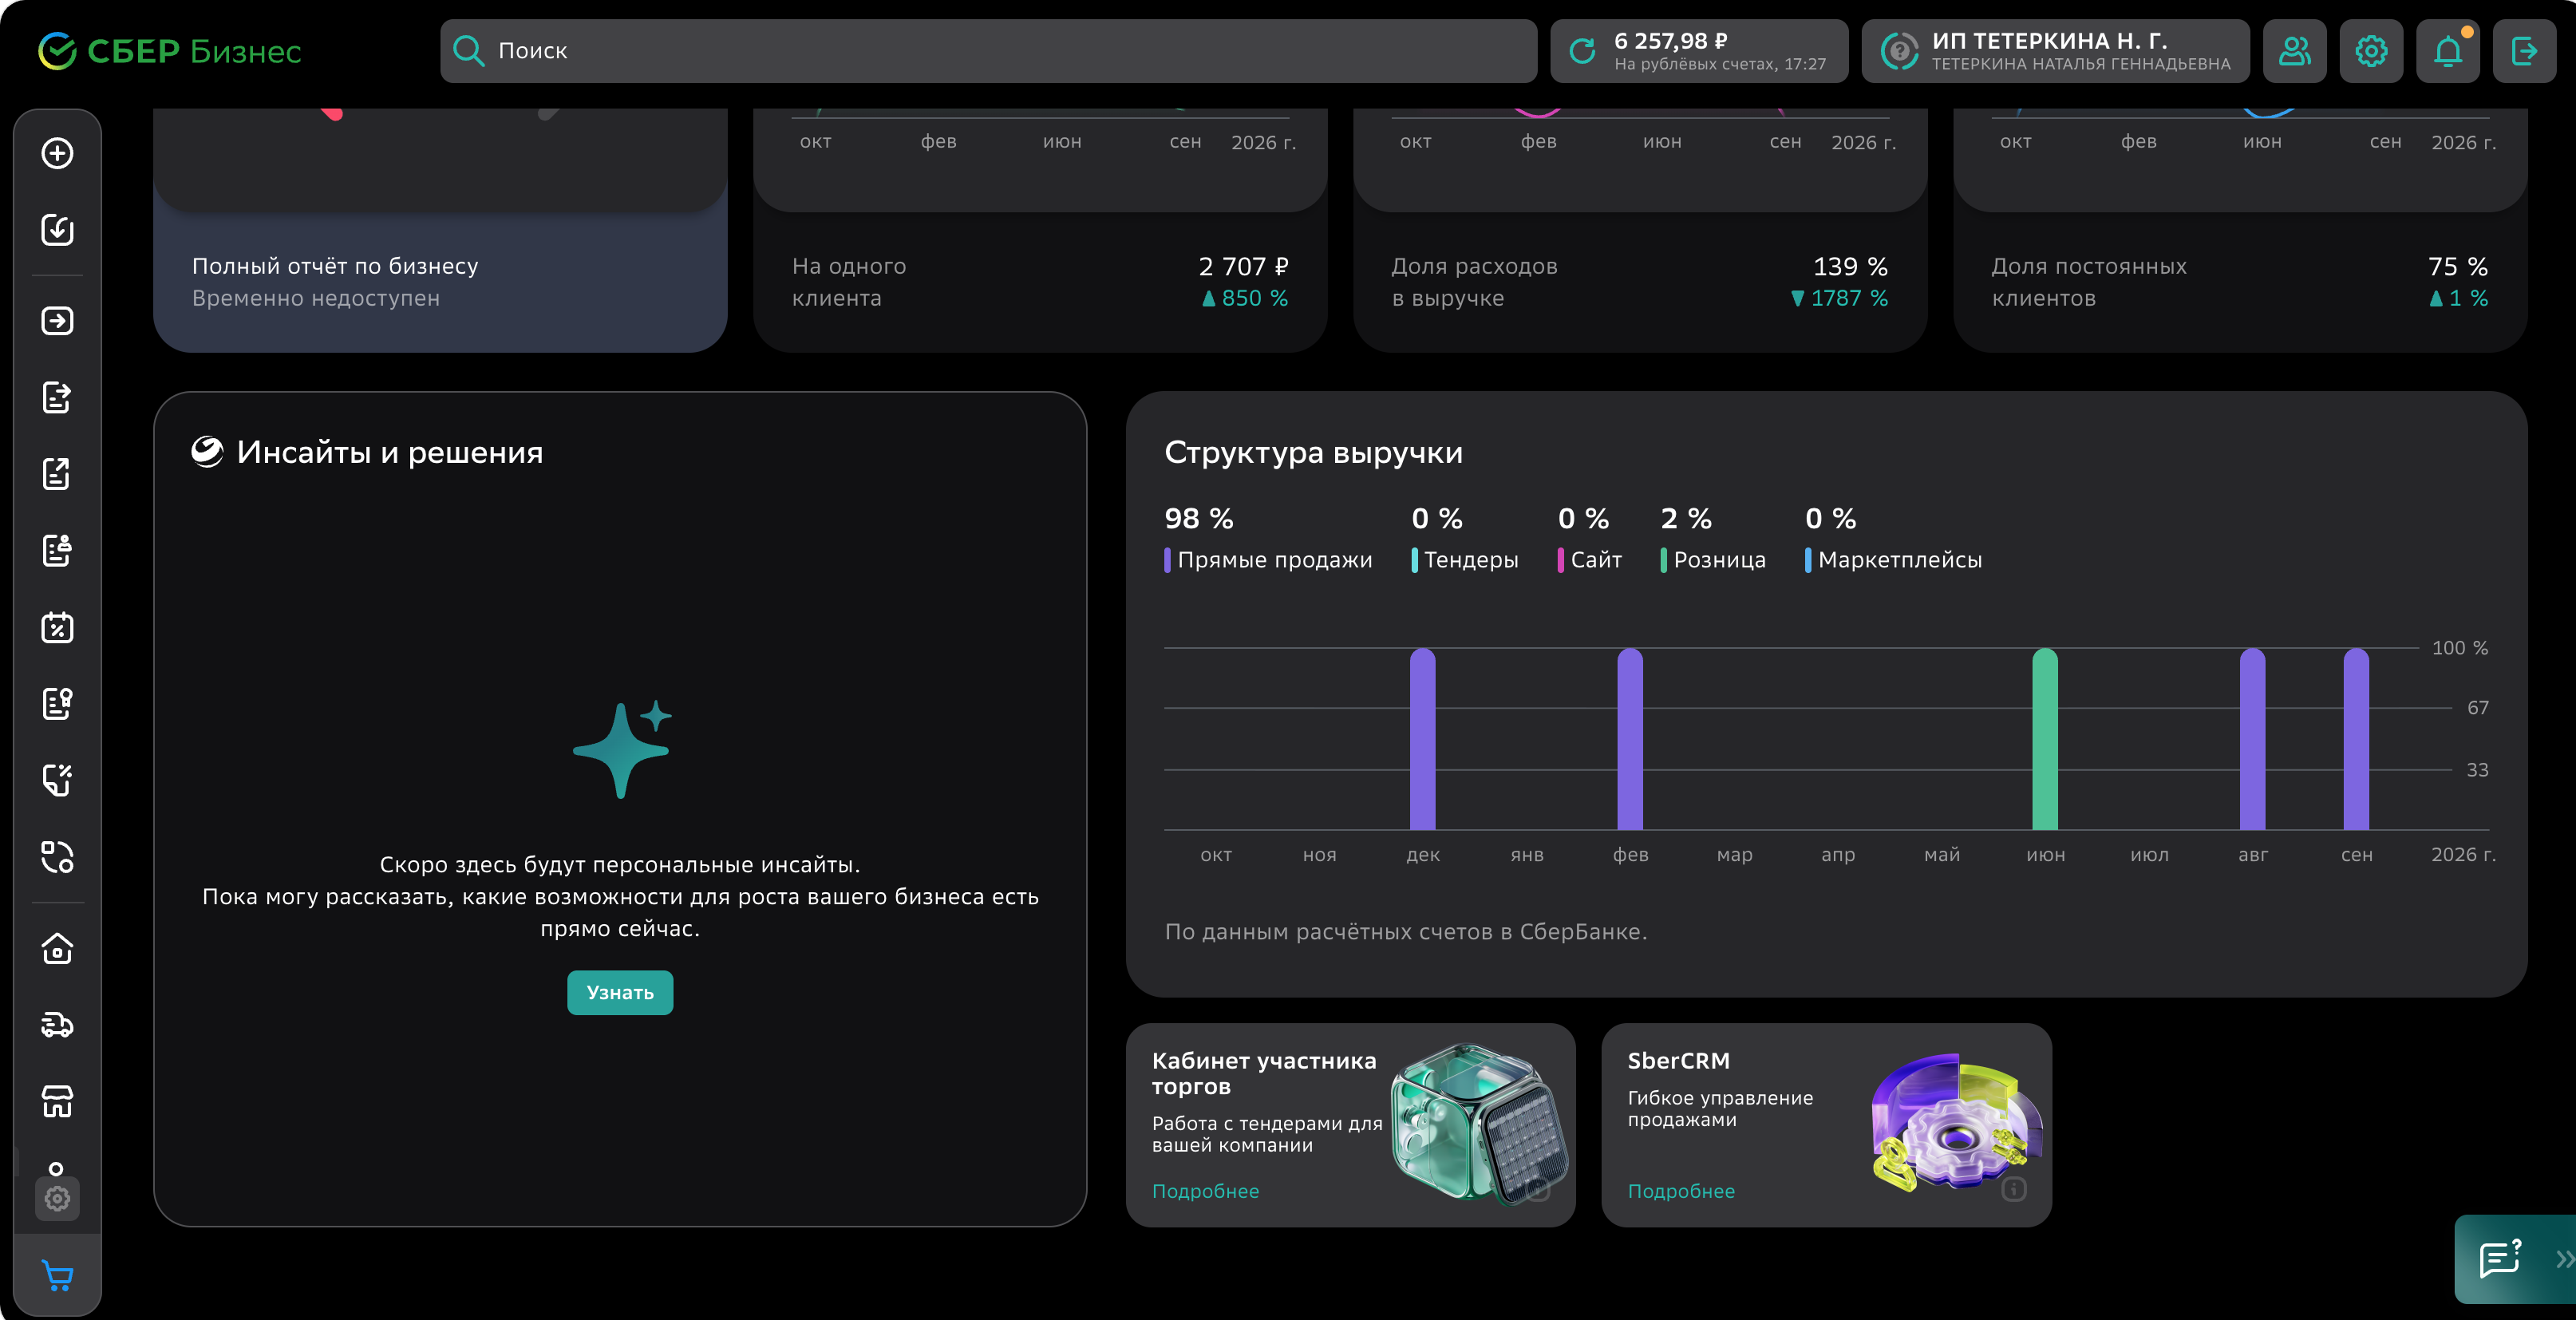 СБЕР Бизнес
Поиск
6 257,98 ₽
На рублёвых счетах, 17:27
ИП ТЕТЕРКИНА Н. Г.
ТЕТЕРКИНА НАТАЛЬЯ ГЕННАДЬЕВНА
окт фев июн сен 2026 г.
окт фев июн сен 2026 г.
окт фев июн сен 2026 г.
Полный отчёт по бизнесу
Временно недоступен
На одного
клиента
2 707 ₽
850 %
Доля расходов
в выручке
139 %
1787 %
Доля постоянных
клиентов
75 %
1 %
Инсайты и решения
Скоро здесь будут персональные инсайты.
Пока могу рассказать, какие возможности для роста вашего бизнеса есть
прямо сейчас.
Узнать
Структура выручки
98 % 0 % 0 % 2 % 0 %
Прямые продажи Тендеры Сайт Розница Маркетплейсы
100 %
67
33
окт ноя дек янв фев мар апр май июн июл авг сен 2026 г.
По данным расчётных счетов в СберБанке.
Кабинет участника
торгов
Работа с тендерами для
вашей компании
Подробнее
SberCRM
Гибкое управление
продажами
Подробнее